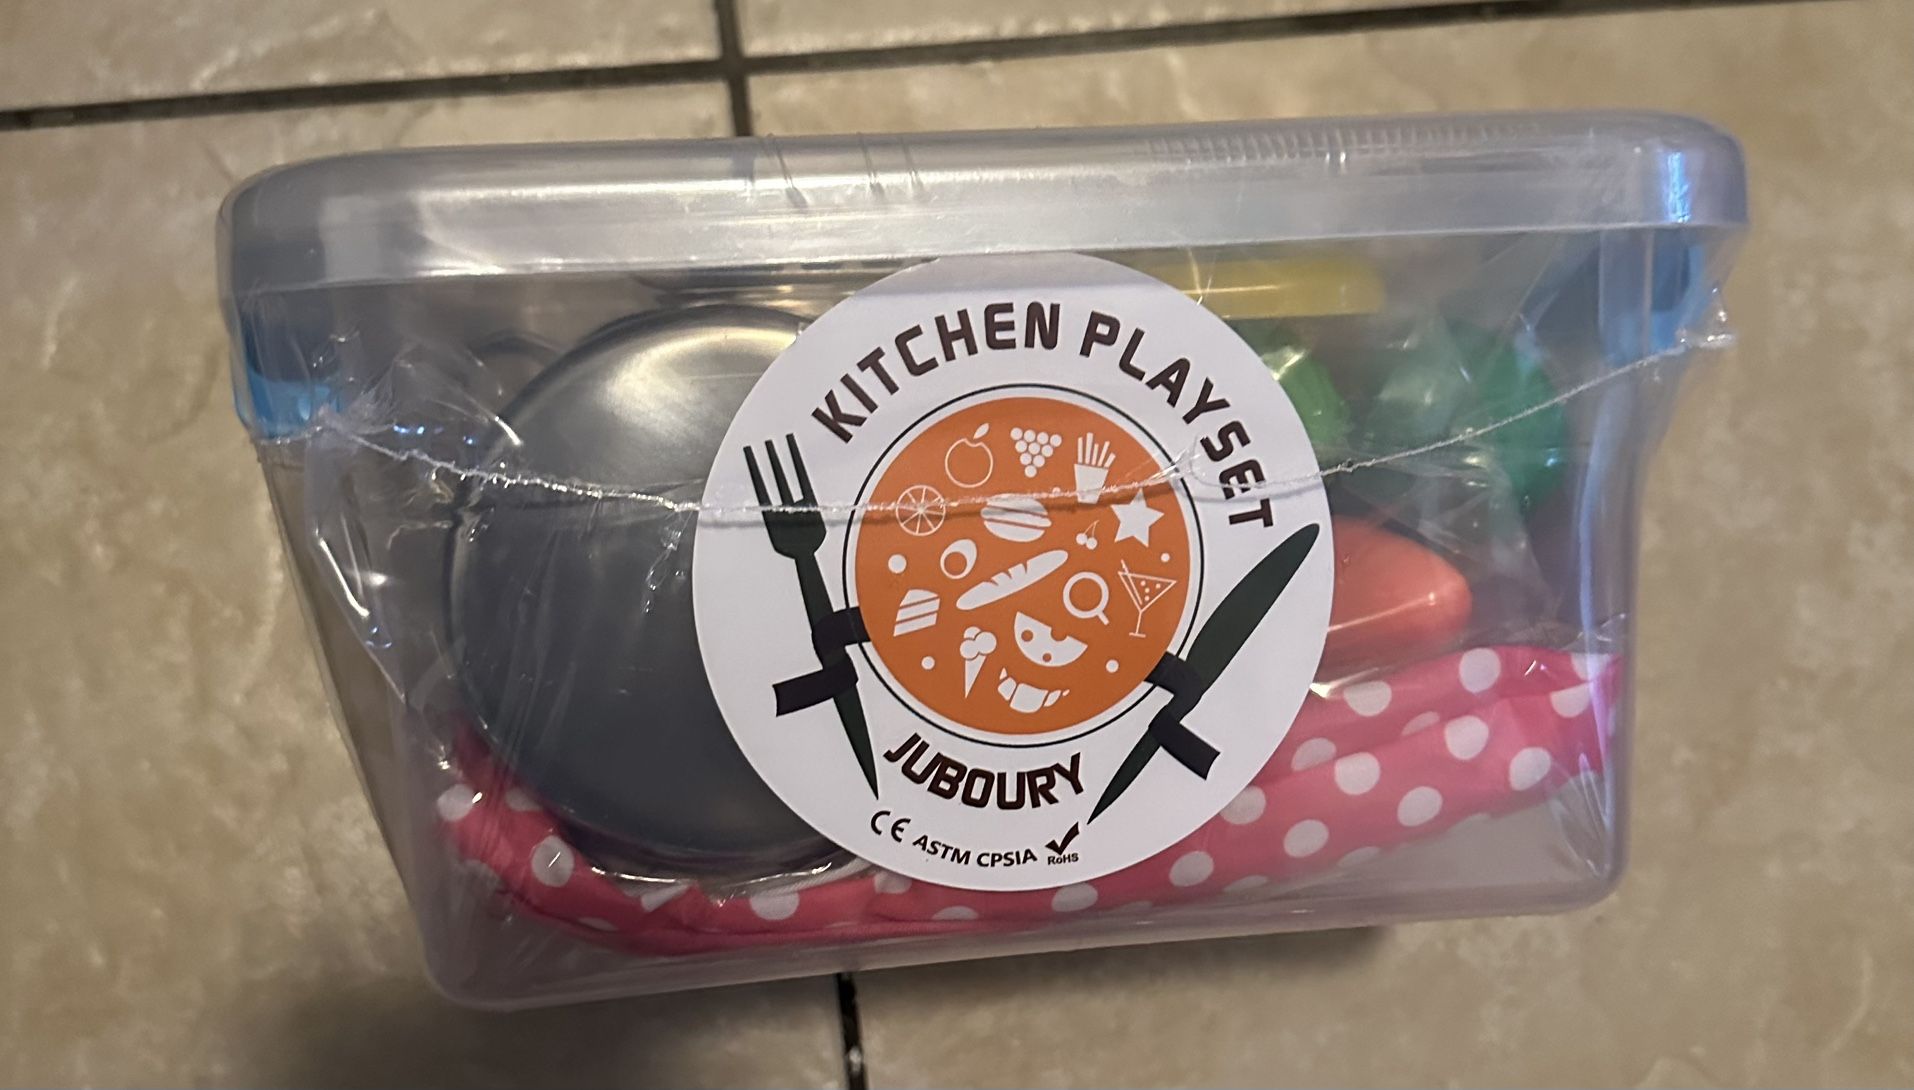 KITCHEN PLAYSET
JUBOURY
CE ASTM CPSIA RoHS